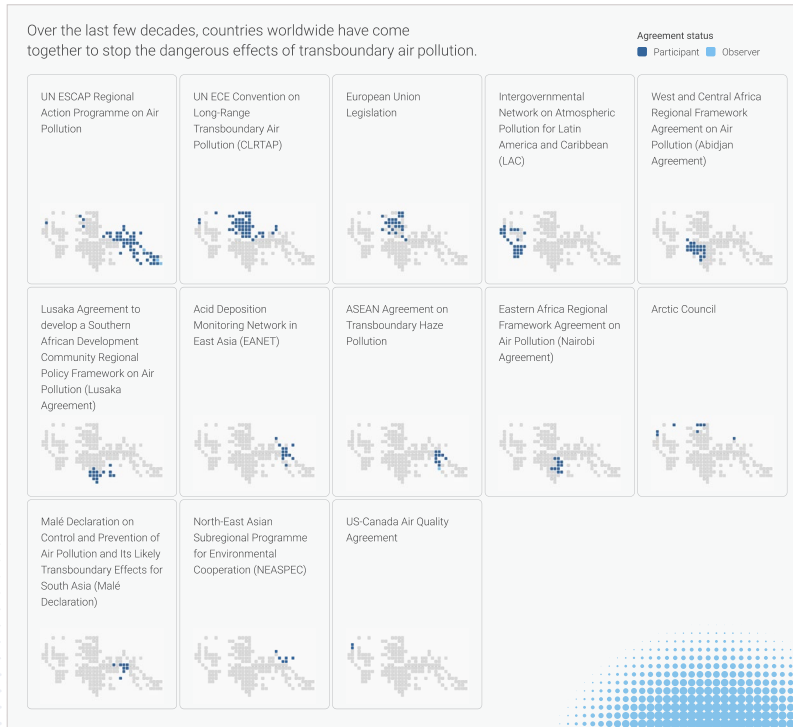 Over the last few decades, countries worldwide have come
together to stop the dangerous effects of transboundary air pollution.
Agreement status
Participant Observer
UN ESCAP Regional
Action Programme on Air
Pollution
UN ECE Convention on
Long-Range
Transboundary Air
Pollution (CLRTAP)
European Union
Legislation
Intergovernmental
Network on Atmospheric
Pollution for Latin
America and Caribbean
(LAC)
West and Central Africa
Regional Framework
Agreement on Air
Pollution (Abidjan
Agreement)
Lusaka Agreement to
develop a Southern
African Development
Community Regional
Policy Framework on Air
Pollution (Lusaka
Agreement)
Acid Deposition
Monitoring Network in
East Asia (EANET)
ASEAN Agreement on
Transboundary Haze
Pollution
Eastern Africa Regional
Framework Agreement on
Air Pollution (Nairobi
Agreement)
Arctic Council
Malé Declaration on
Control and Prevention of
Air Pollution and Its Likely
Transboundary Effects for
South Asia (Malé
Declaration)
North-East Asian
Subregional Programme
for Environmental
Cooperation (NEASPEC)
US-Canada Air Quality
Agreement